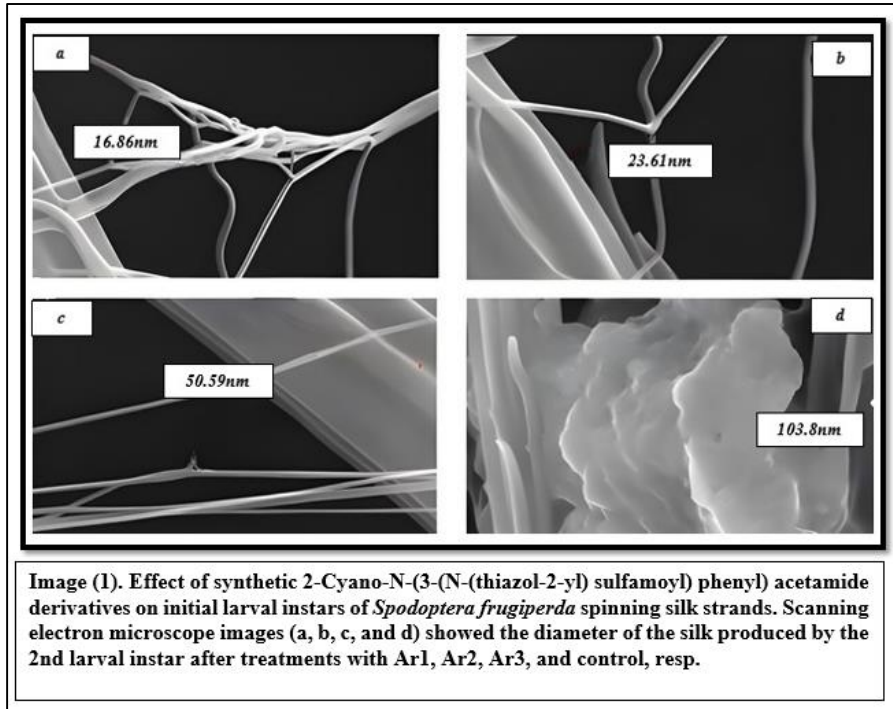 a
16.86nm
b
23.61nm
c
50.59nm
d
103.8nm
Image (1). Effect of synthetic 2-Cyano-N-(3-(N-(thiazol-2-yl) sulfamoyl) phenyl) acetamide
derivatives on initial larval instars of Spodoptera frugiperda spinning silk strands. Scanning
electron microscope images (a, b, c, and d) showed the diameter of the silk produced by the
2nd larval instar after treatments with Ar1, Ar2, Ar3, and control, resp.